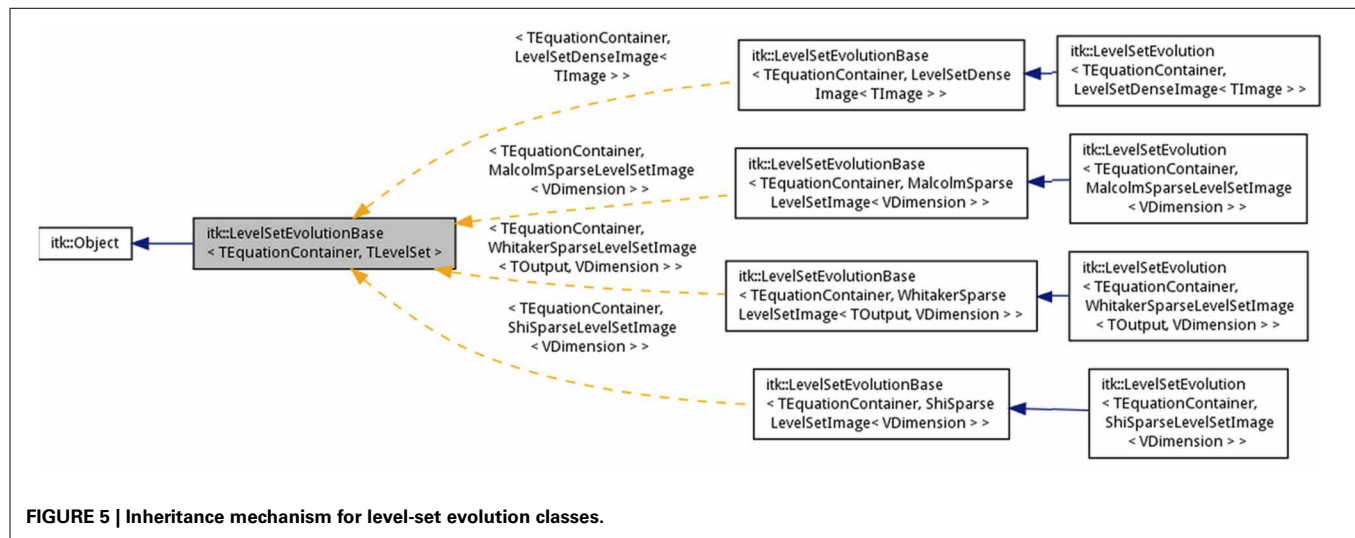 < TEquationContainer,
LevelSetDenseImage<
TImage > >
itk::LevelSetEvolutionBase
< TEquationContainer, LevelSetDense
Image< TImage > >
itk::LevelSetEvolution
< TEquationContainer,
LevelSetDenseImage< TImage > >
< TEquationContainer,
MalcolmSparseLevelSetImage
< VDimension > >
itk::LevelSetEvolutionBase
< TEquationContainer, MalcolmSparse
LevelSetImage< VDimension > >
itk::LevelSetEvolution
< TEquationContainer,
MalcolmSparseLevelSetImage
< VDimension > >
itk::Object
itk::LevelSetEvolutionBase
< TEquationContainer, TLevelSet >
< TEquationContainer,
WhitakerSparseLevelSetImage
< TOutput, VDimension > >
itk::LevelSetEvolutionBase
< TEquationContainer, WhitakerSparse
LevelSetImage< TOutput, VDimension > >
itk::LevelSetEvolution
< TEquationContainer,
WhitakerSparseLevelSetImage
< TOutput, VDimension > >
< TEquationContainer,
ShiSparseLevelSetImage
< VDimension > >
itk::LevelSetEvolutionBase
< TEquationContainer, ShiSparse
LevelSetImage< VDimension > >
itk::LevelSetEvolution
< TEquationContainer,
ShiSparseLevelSetImage
< VDimension > >
FIGURE 5 | Inheritance mechanism for level-set evolution classes.